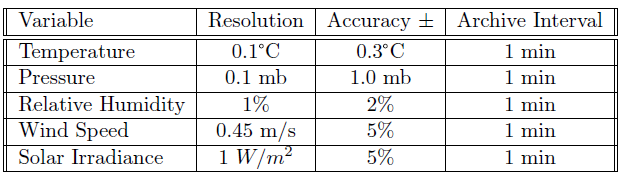 Variable Resolution Accuracy ± Archive Interval
Temperature 0.1°C 0.3°C 1 min
Pressure 0.1 mb 1.0 mb 1 min
Relative Humidity 1% 2% 1 min
Wind Speed 0.45 m/s 5% 1 min
Solar Irradiance 1 W/m² 5% 1 min